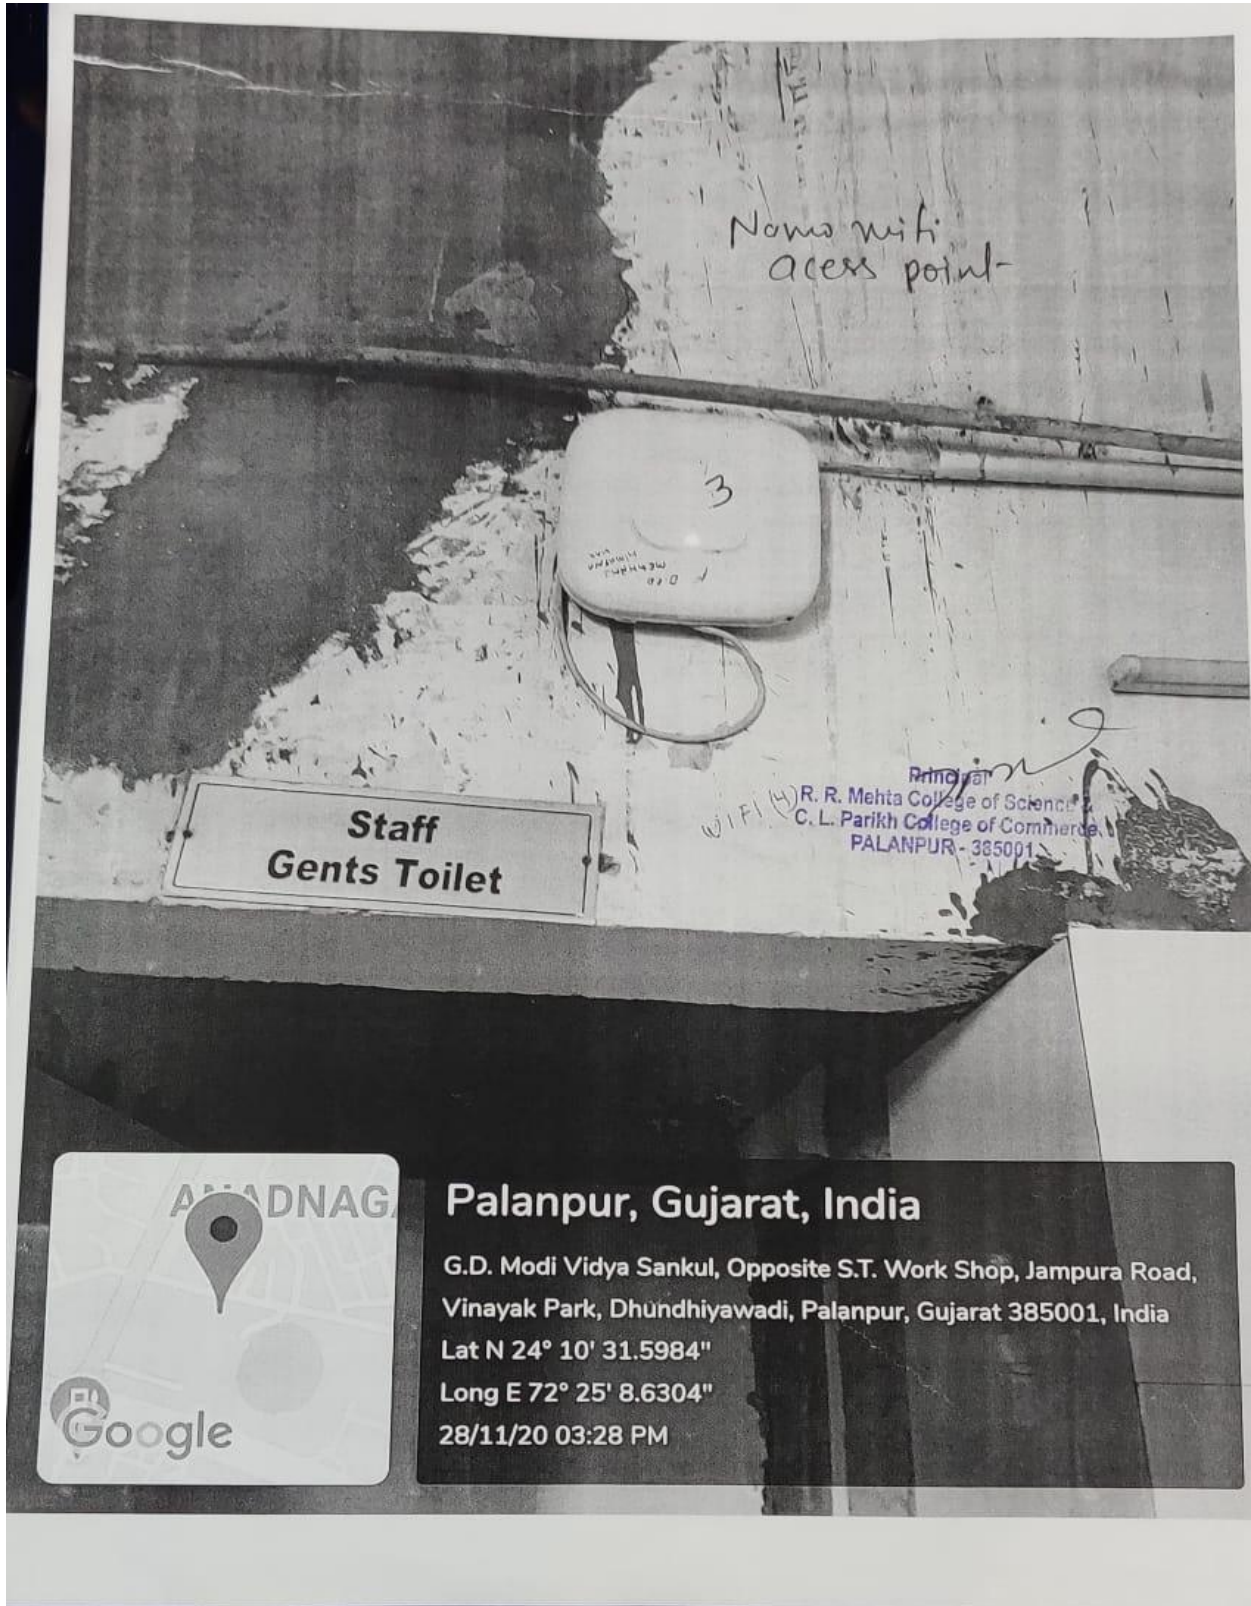 Namo wifi
acess point
3
Staff
Gents Toilet
WIFI (4)
Principal
R. R. Mehta College of Science &
C. L. Parikh College of Commerce
PALANPUR - 385001
Palanpur, Gujarat, India
G.D. Modi Vidya Sankul, Opposite S.T. Work Shop, Jampura Road,
Vinayak Park, Dhundhiyawadi, Palanpur, Gujarat 385001, India
Lat N 24° 10' 31.5984"
Long E 72° 25' 8.6304"
28/11/20 03:28 PM
Google